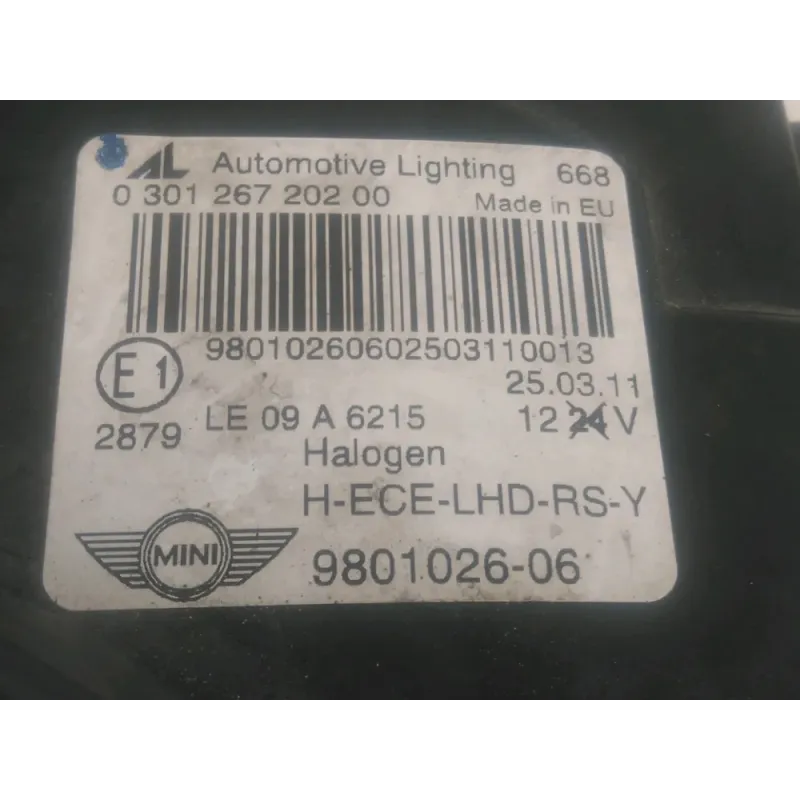 AL Automotive Lighting 668
0 301 267 202 00 Made in EU
98010260602503110013
E1 25.03.11
2879 LE 09 A 6215 12 24 V
Halogen
H-ECE-LHD-RS-Y
MINI 9801026-06